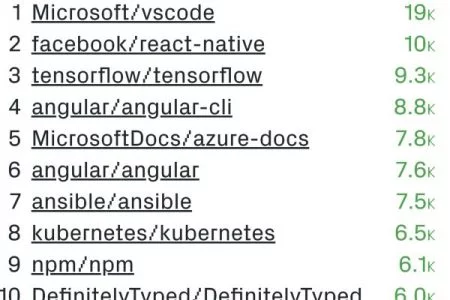 1 Microsoft/vscode 19K
2 facebook/react-native 10K
3 tensorflow/tensorflow 9.3K
4 angular/angular-cli 8.8K
5 MicrosoftDocs/azure-docs 7.8K
6 angular/angular 7.6K
7 ansible/ansible 7.5K
8 kubernetes/kubernetes 6.5K
9 npm/npm 6.1K
10 DefinitelyTyped/DefinitelyTyped 6.0K